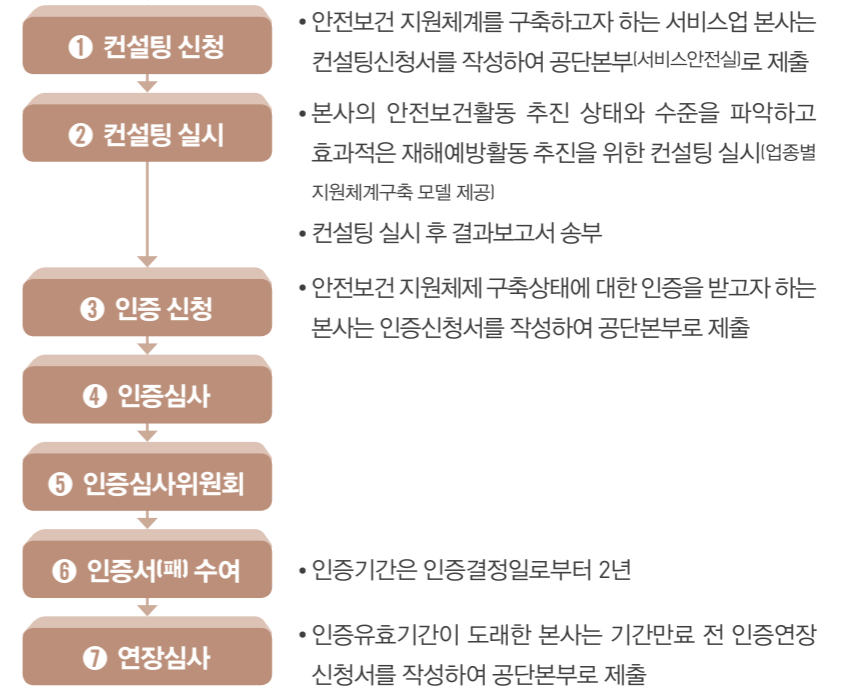 ❶ 컨설팅 신청
• 안전보건 지원체계를 구축하고자 하는 서비스업 본사는
컨설팅신청서를 작성하여 공단본부(서비스안전실)로 제출
❷ 컨설팅 실시
• 본사의 안전보건활동 추진 상태와 수준을 파악하고
효과적은 재해예방활동 추진을 위한 컨설팅 실시(업종별
지원체계구축 모델 제공)
• 컨설팅 실시 후 결과보고서 송부
❸ 인증 신청
• 안전보건 지원체제 구축상태에 대한 인증을 받고자 하는
본사는 인증신청서를 작성하여 공단본부로 제출
❹ 인증심사
❺ 인증심사위원회
❻ 인증서(패) 수여
• 인증기간은 인증결정일로부터 2년
❼ 연장심사
• 인증유효기간이 도래한 본사는 기간만료 전 인증연장
신청서를 작성하여 공단본부로 제출